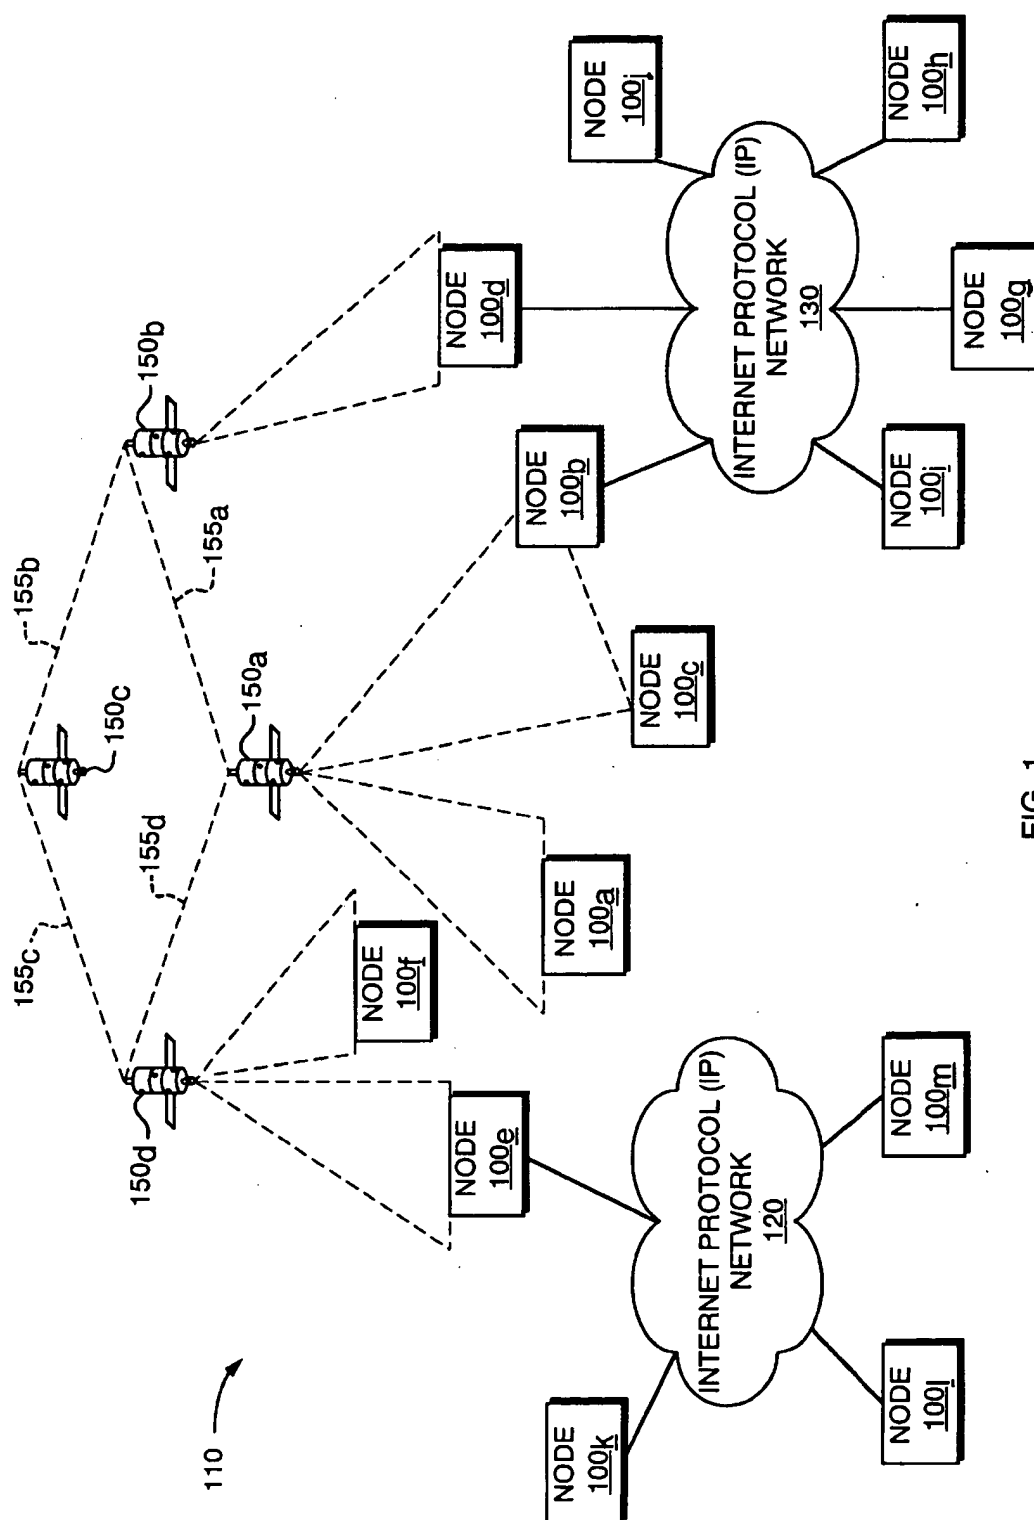 155c
155b
150c
150d
155d
150b
155a
110
150a
NODE
100f
NODE
100e
NODE
100d
NODE
100b
NODE
100a
NODE
100k
NODE
100j
NODE
100c
INTERNET PROTOCOL (IP)
NETWORK
120
INTERNET PROTOCOL (IP)
NETWORK
130
NODE
100l
NODE
100m
NODE
100i
NODE
100h
NODE
100g
FIG. 1